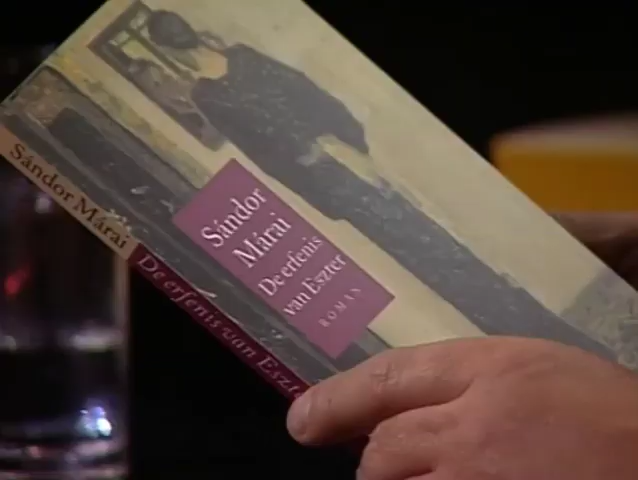 Sándor
Márai
De erfenis
van Eszter
ROMAN
Sándor Márai
De erfenis van Eszter